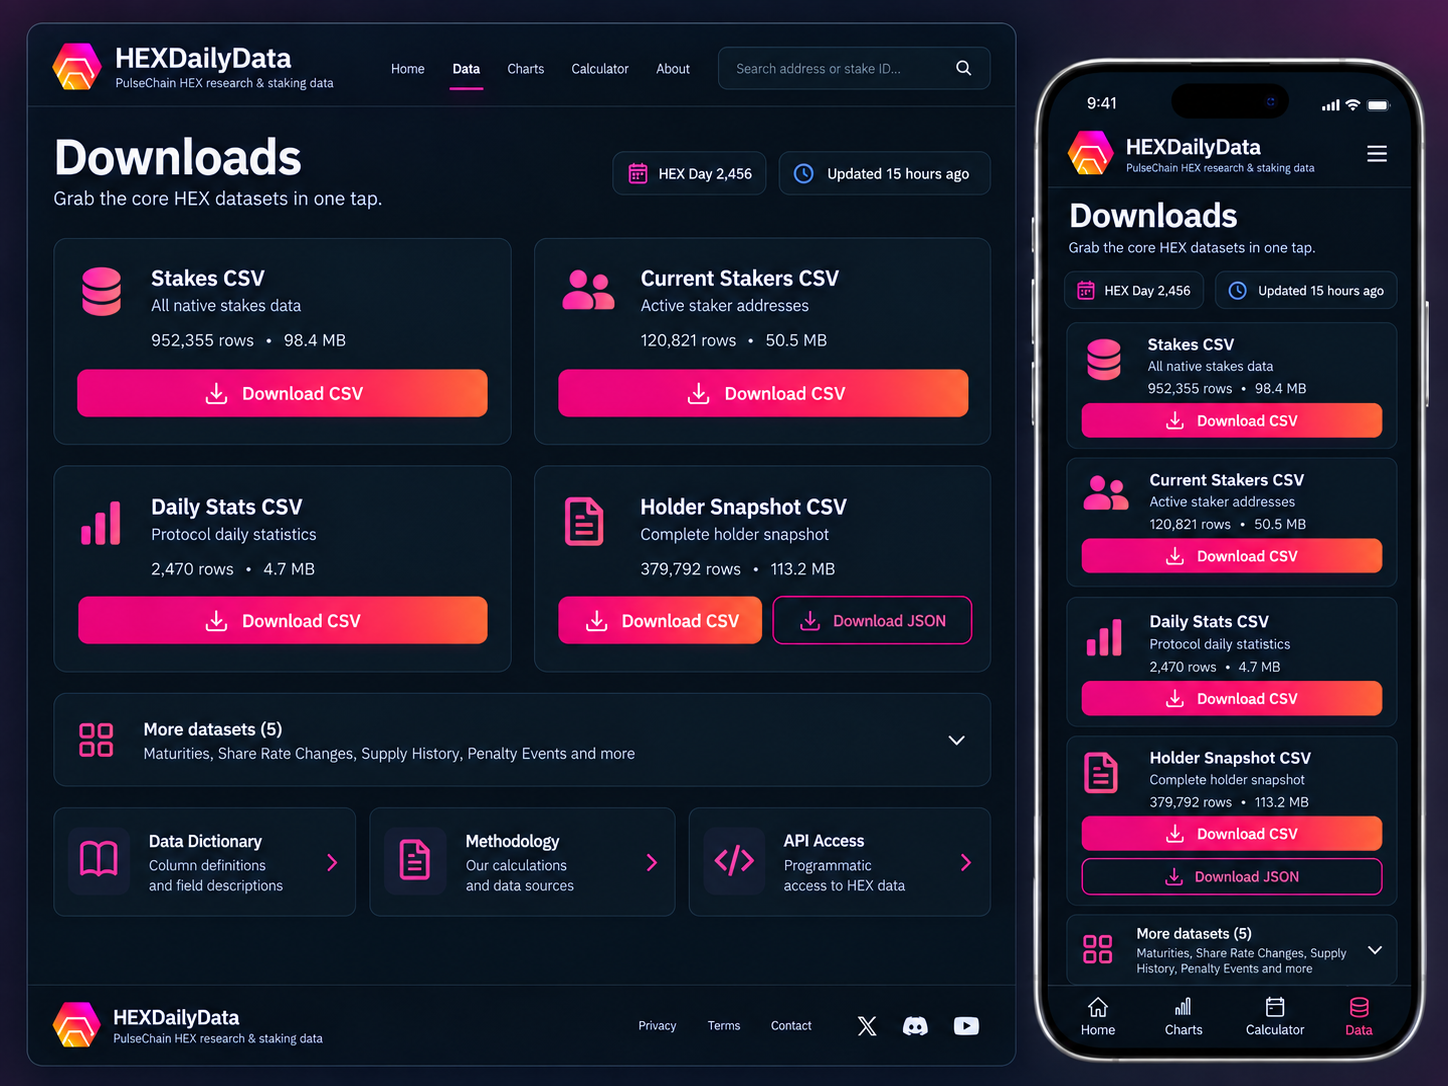 HEXDailyData
PulseChain HEX research & staking data
Home
Data
Charts
Calculator
About
Search address or stake ID...
Downloads
Grab the core HEX datasets in one tap.
HEX Day 2,456
Updated 15 hours ago
Stakes CSV
All native stakes data
952,355 rows • 98.4 MB
Download CSV
Current Stakers CSV
Active staker addresses
120,821 rows • 50.5 MB
Download CSV
Daily Stats CSV
Protocol daily statistics
2,470 rows • 4.7 MB
Download CSV
Holder Snapshot CSV
Complete holder snapshot
379,792 rows • 113.2 MB
Download CSV
Download JSON
More datasets (5)
Maturities, Share Rate Changes, Supply History, Penalty Events and more
Data Dictionary
Column definitions
and field descriptions
Methodology
Our calculations
and data sources
API Access
Programmatic
access to HEX data
HEXDailyData
PulseChain HEX research & staking data
Privacy
Terms
Contact
9:41
HEXDailyData
PulseChain HEX research & staking data
Downloads
Grab the core HEX datasets in one tap.
HEX Day 2,456
Updated 15 hours ago
Stakes CSV
All native stakes data
952,355 rows • 98.4 MB
Download CSV
Current Stakers CSV
Active staker addresses
120,821 rows • 50.5 MB
Download CSV
Daily Stats CSV
Protocol daily statistics
2,470 rows • 4.7 MB
Download CSV
Holder Snapshot CSV
Complete holder snapshot
379,792 rows • 113.2 MB
Download CSV
Download JSON
More datasets (5)
Maturities, Share Rate Changes, Supply
History, Penalty Events and more
Home
Charts
Calculator
Data